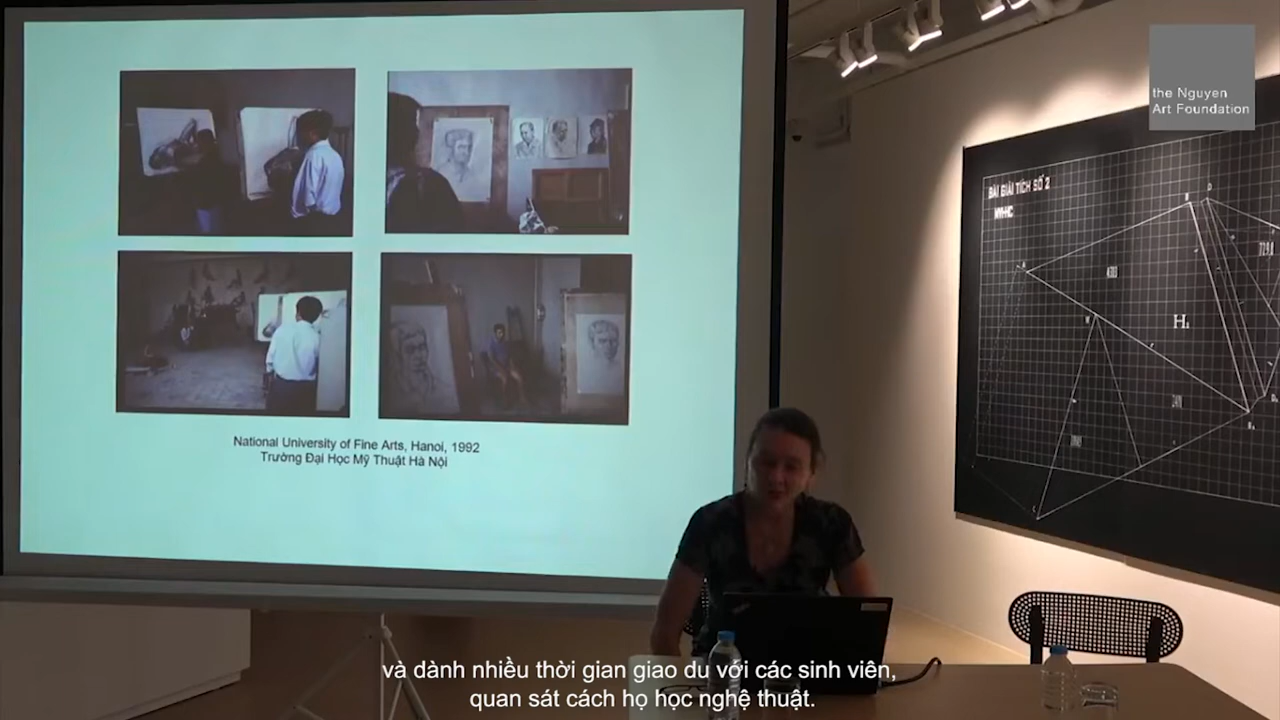 the Nguyen
Art Foundation
BÀI GIẢI TÍCH SỐ 2
National University of Fine Arts, Hanoi, 1992
Trường Đại Học Mỹ Thuật Hà Nội
và dành nhiều thời gian giao du với các sinh viên,
quan sát cách họ học nghệ thuật.